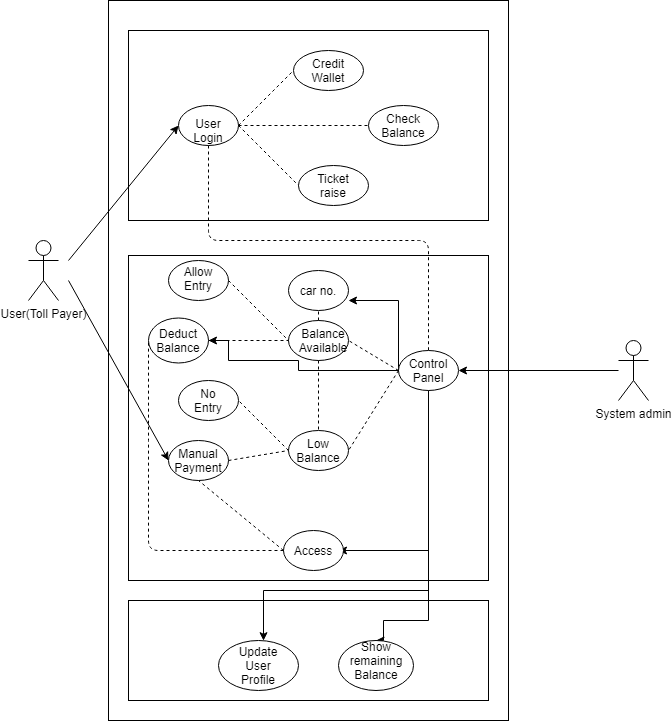 Credit
Wallet
User
Login
Check
Balance
Ticket
raise
User(Toll Payer)
Allow
Entry
car no.
Deduct
Balance
Balance
Available
Control
Panel
System admin
No
Entry
Manual
Payment
Low
Balance
Access
Update
User
Profile
Show
remaining
Balance